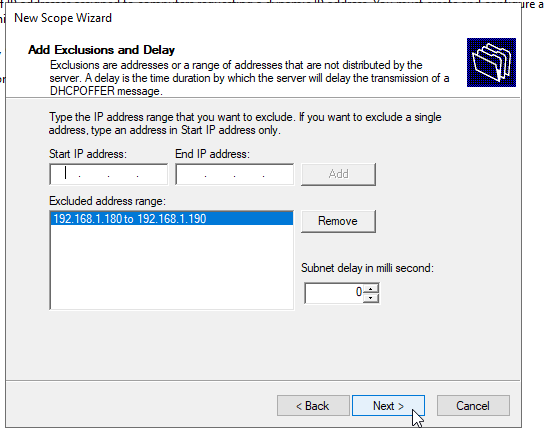 New Scope Wizard
Add Exclusions and Delay
Exclusions are addresses or a range of addresses that are not distributed by the
server. A delay is the time duration by which the server will delay the transmission of a
DHCPOFFER message.
Type the IP address range that you want to exclude. If you want to exclude a single
address, type an address in Start IP address only.
Start IP address:
End IP address:
Add
Excluded address range:
192.168.1.180 to 192.168.1.190
Remove
Subnet delay in milli second:
0
< Back
Next >
Cancel